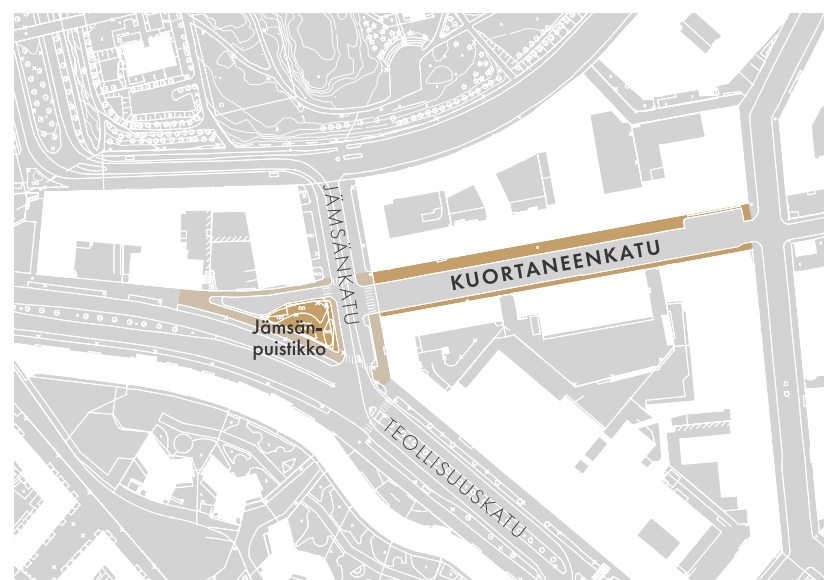 JÄMSÄNKATU
KUORTANEENKATU
Jämsän-
puistikko
TEOLLISUUSKATU